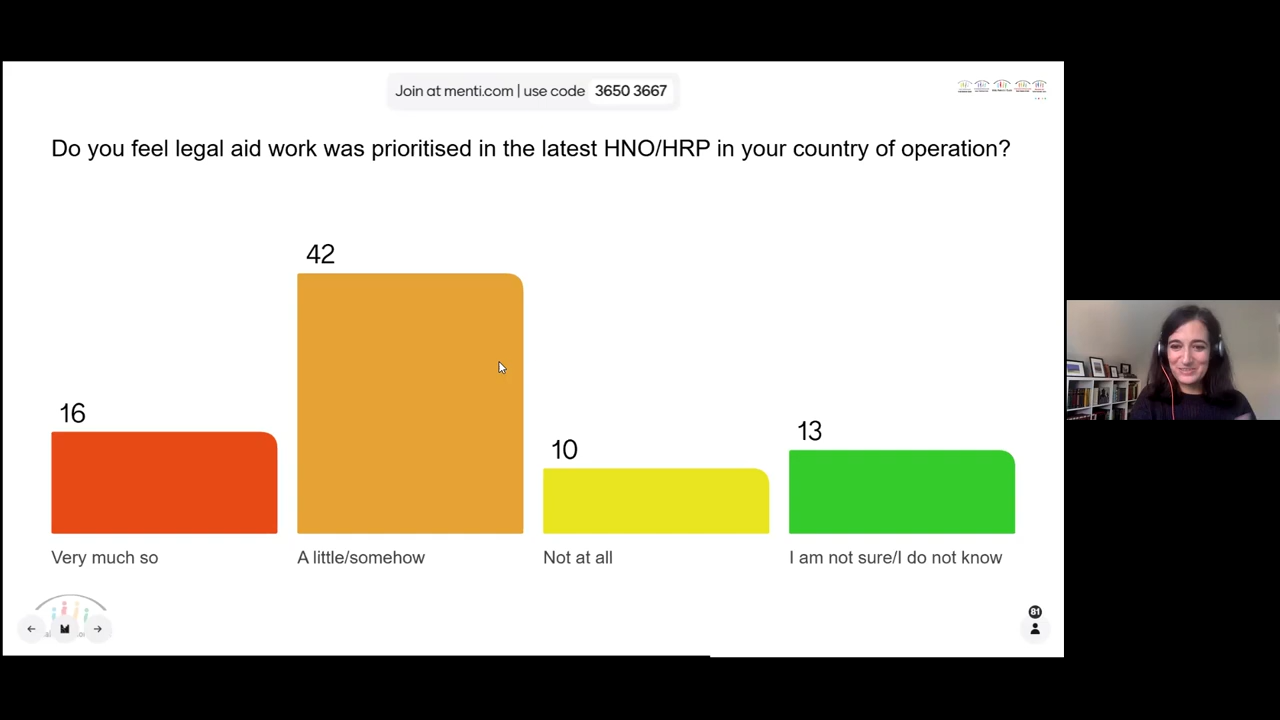 Join at menti.com | use code 3650 3667
Do you feel legal aid work was prioritised in the latest HNO/HRP in your country of operation?
42
16
10
13
Very much so
A little/somehow
Not at all
I am not sure/I do not know
81